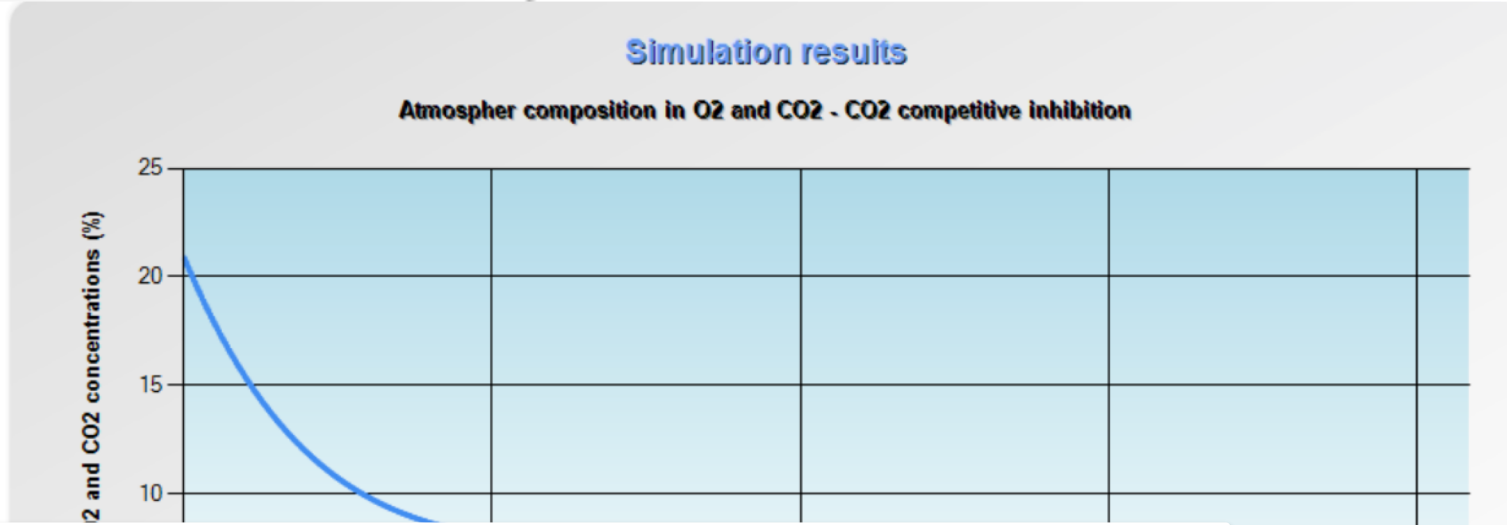 Simulation results
Atmospher composition in O2 and CO2 - CO2 competitive inhibition
25
20
15
10
2 and CO2 concentrations (%)